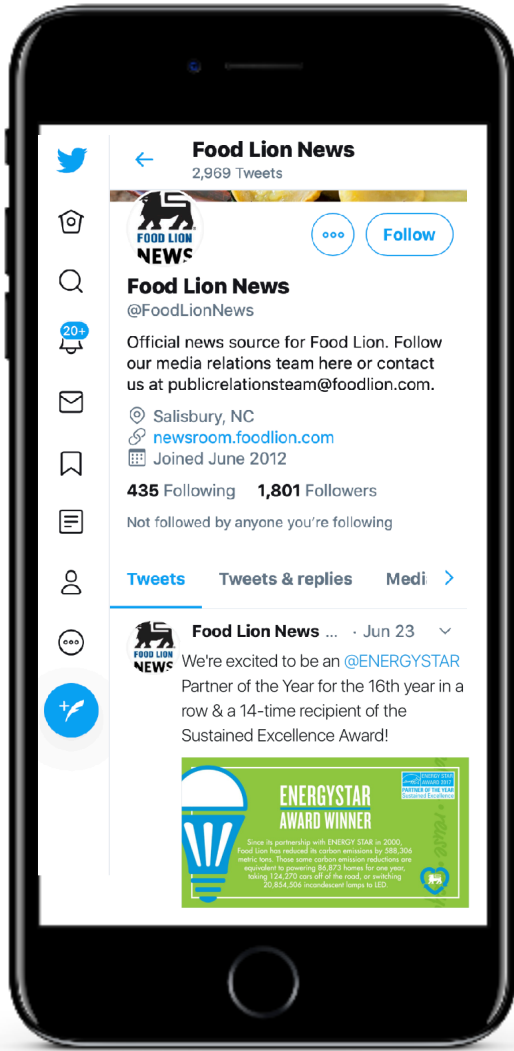 Food Lion News
2,969 Tweets
FOOD LION
NEWS
Follow
Food Lion News
@FoodLionNews
Official news source for Food Lion. Follow
our media relations team here or contact
us at publicrelationsteam@foodlion.com.
Salisbury, NC
newsroom.foodlion.com
Joined June 2012
435 Following 1,801 Followers
Not followed by anyone you're following
20+
Tweets Tweets & replies Medi
FOOD LION
NEWS
Food Lion News ... · Jun 23
We're excited to be an @ENERGYSTAR
Partner of the Year for the 16th year in a
row & a 14-time recipient of the
Sustained Excellence Award!
ENERGYSTAR
AWARD WINNER
ENERGY STAR
AWARD 2017
PARTNER OF THE YEAR
Sustained Excellence
Since its partnership with ENERGY STAR in 2000,
Food Lion has reduced its carbon emissions by 588,306
metric tons. Those same carbon emission reductions are
equivalent to powering 86,873 homes for one year,
taking 124,270 cars off of the road, or switching
20,854,506 incandescent lamps to LED.
reuse